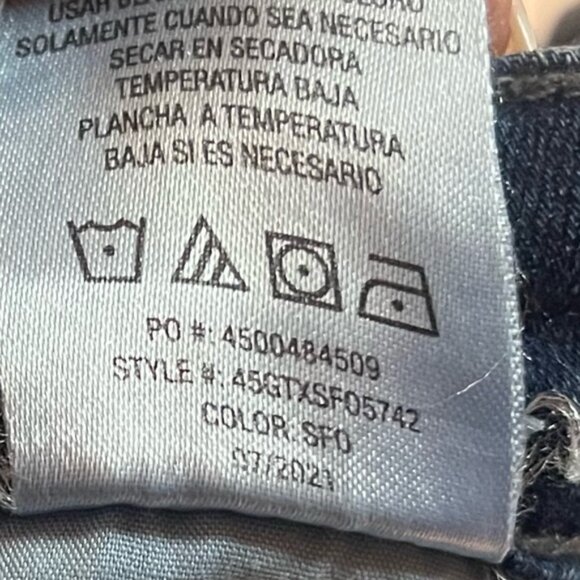 USAR
SOLAMENTE CUANDO SEA NECESARIO
SECAR EN SECADORA
TEMPERATURA BAJA
PLANCHA A TEMPERATURA
BAJA SI ES NECESARIO
PO #: 4500484509
STYLE #: 45GTXSF05742
COLOR: SFO
07/2021